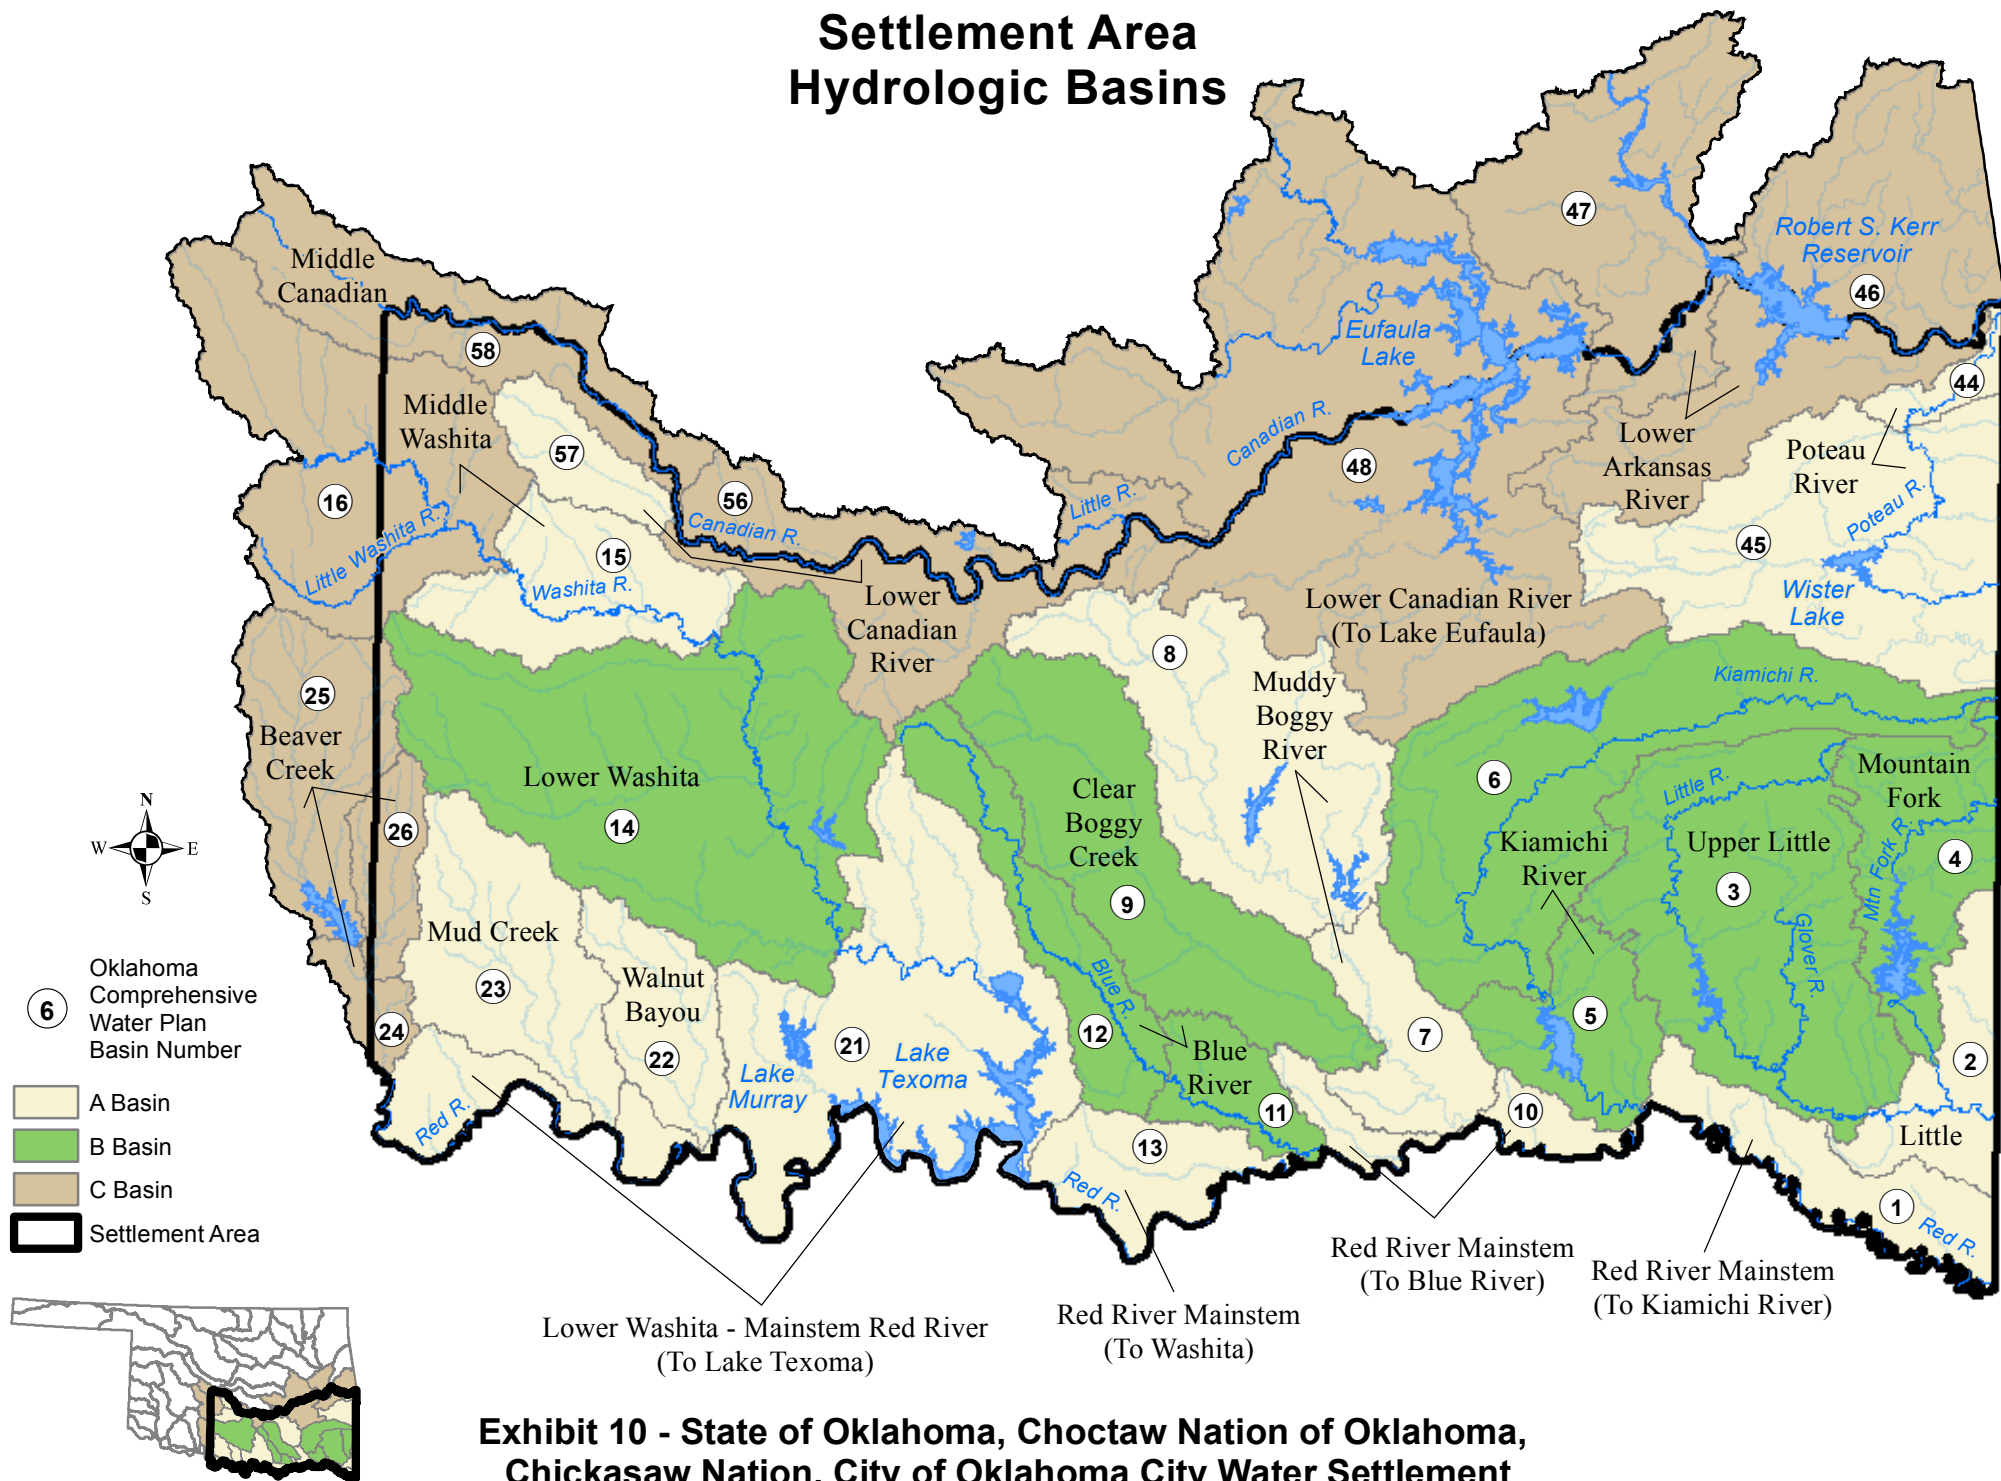 Settlement Area
Hydrologic Basins
Middle
Canadian
58
Middle
Washita
57
16
56
Little Washita R.
15
Washita R.
Canadian R.
Lower
Canadian
River
Little R.
Canadian R.
48
Eufaula
Lake
47
Robert S. Kerr
Reservoir
46
44
Lower
Arkansas
River
Poteau
River
Poteau R.
45
Wister
Lake
Lower Canadian River
(To Lake Eufaula)
8
Muddy
Boggy
River
Kiamichi R.
25
Beaver
Creek
26
Lower Washita
14
Clear
Boggy
Creek
9
6
Kiamichi
River
Little R.
Upper Little
3
Glover R.
Mountain
Fork
Mtn Fork R.
4
N
W
E
S
Mud Creek
23
Walnut
Bayou
22
24
Red R.
Lake
Murray
21
Lake
Texoma
12
Blue R.
Blue
River
11
7
5
10
2
Little
13
Red R.
1
Red R.
6
Oklahoma
Comprehensive
Water Plan
Basin Number
A Basin
B Basin
C Basin
Settlement Area
Lower Washita - Mainstem Red River
(To Lake Texoma)
Red River Mainstem
(To Washita)
Red River Mainstem
(To Blue River)
Red River Mainstem
(To Kiamichi River)
Exhibit 10 - State of Oklahoma, Choctaw Nation of Oklahoma,
Chickasaw Nation, City of Oklahoma City Water Settlement